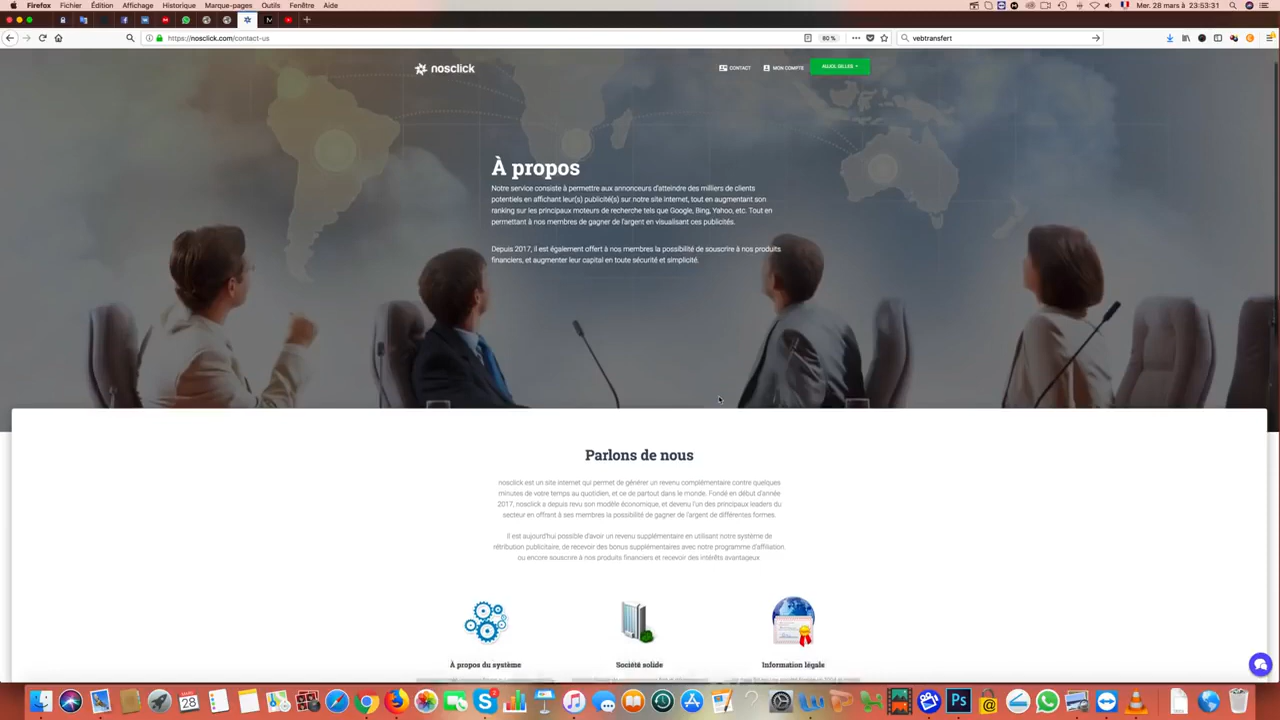 Firefox Fichier Édition Affichage Historique Marque-pages Outils Fenêtre Aide
Mer. 28 mars à 23:53:31
https://nosclick.com/contact-us
80 %
vebtransfert
nosclick
CONTACT
MON COMPTE
AUJOL GILLES
À propos
Notre service consiste à permettre aux annonceurs d'atteindre des milliers de clients
potentiels en affichant leur(s) publicité(s) sur notre site internet, tout en augmentant son
ranking sur les principaux moteurs de recherche tels que Google, Bing, Yahoo, etc. Tout en
permettant à nos membres de gagner de l'argent en visualisant ces publicités.
Depuis 2017, il est également offert à nos membres la possibilité de souscrire à nos produits
financiers, et augmenter leur capital en toute sécurité et simplicité.
Parlons de nous
nosclick est un site internet qui permet de générer un revenu complémentaire contre quelques
minutes de votre temps au quotidien, et ce de partout dans le monde. Fondé en début d'année
2017, nosclick a depuis revu son modèle économique, et devenu l'un des principaux leaders du
secteur en offrant à ses membres la possibilité de gagner de l'argent de différentes formes.
Il est aujourd'hui possible d'avoir un revenu supplémentaire en utilisant notre système de
rétribution publicitaire, de recevoir des bonus supplémentaires avec notre programme d'affiliation,
ou encore souscrire à nos produits financiers et recevoir des intérêts avantageux
À propos du système
Société solide
Information légale
28
Ps